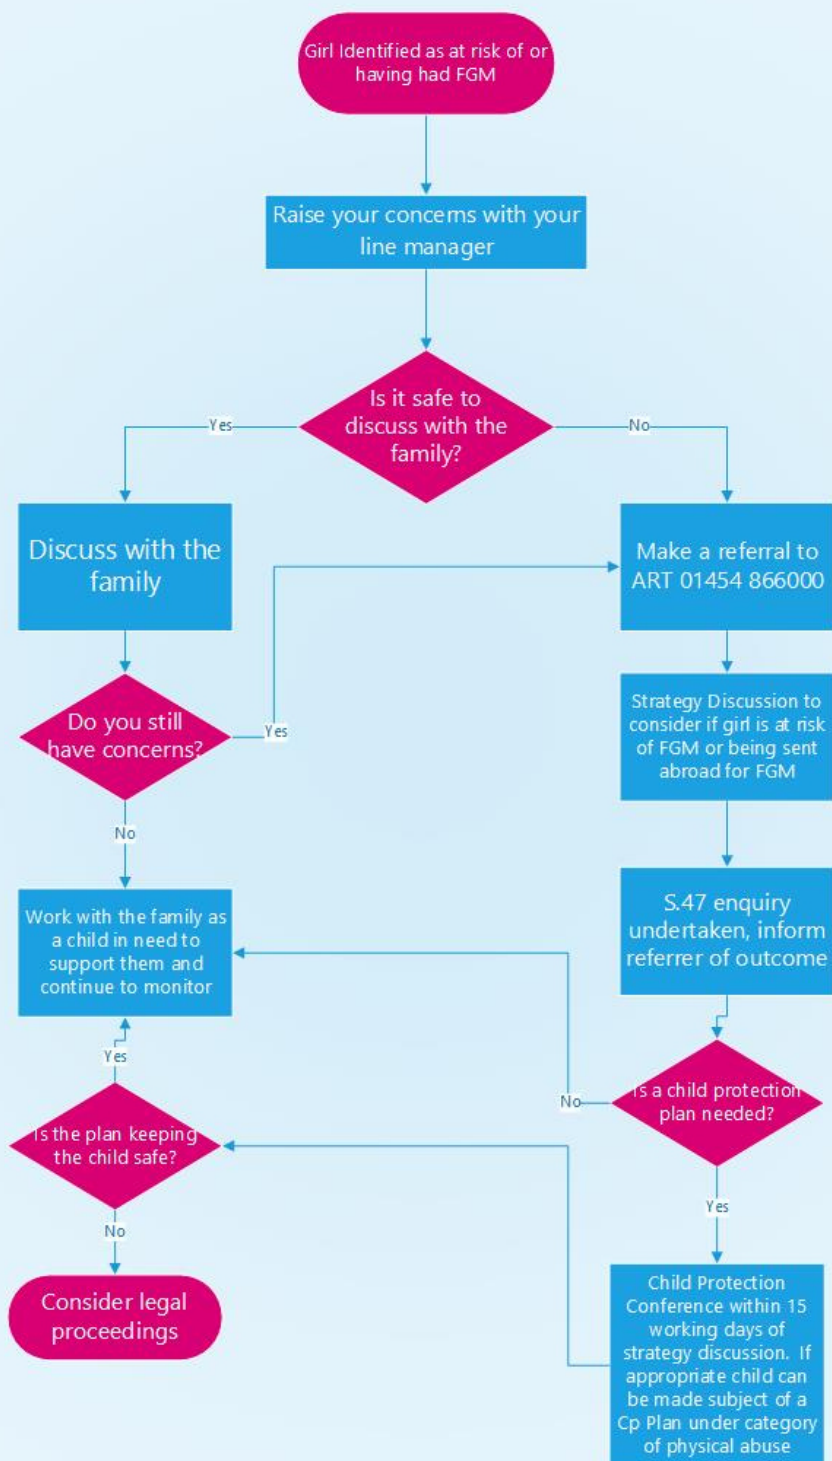 Girl Identified as at risk of or
having had FGM
Raise your concerns with your
line manager
Is it safe to
discuss with the
family?
Yes
No
Discuss with the
family
Make a referral to
ART 01454 866000
Do you still
have concerns?
Yes
Strategy Discussion to
consider if girl is at risk
of FGM or being sent
abroad for FGM
No
Work with the family as
a child in need to
support them and
continue to monitor
S.47 enquiry
undertaken, inform
referrer of outcome
Yes
Is a child protection
plan needed?
No
Is the plan keeping
the child safe?
Yes
No
Consider legal
proceedings
Child Protection
Conference within 15
working days of
strategy discussion.  If
appropriate child can
be made subject of a
Cp Plan under category
of physical abuse